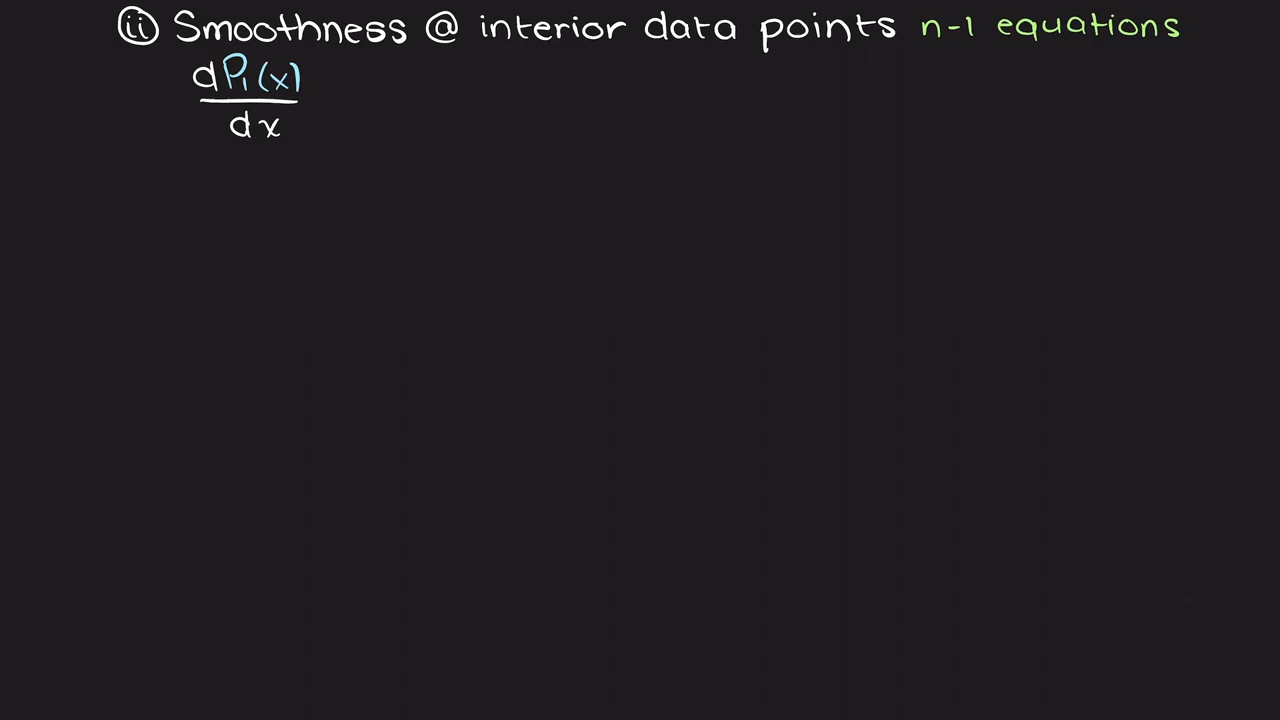 (ii) Smoothness @ interior data points n-1 equations
dP₁(x)
dx